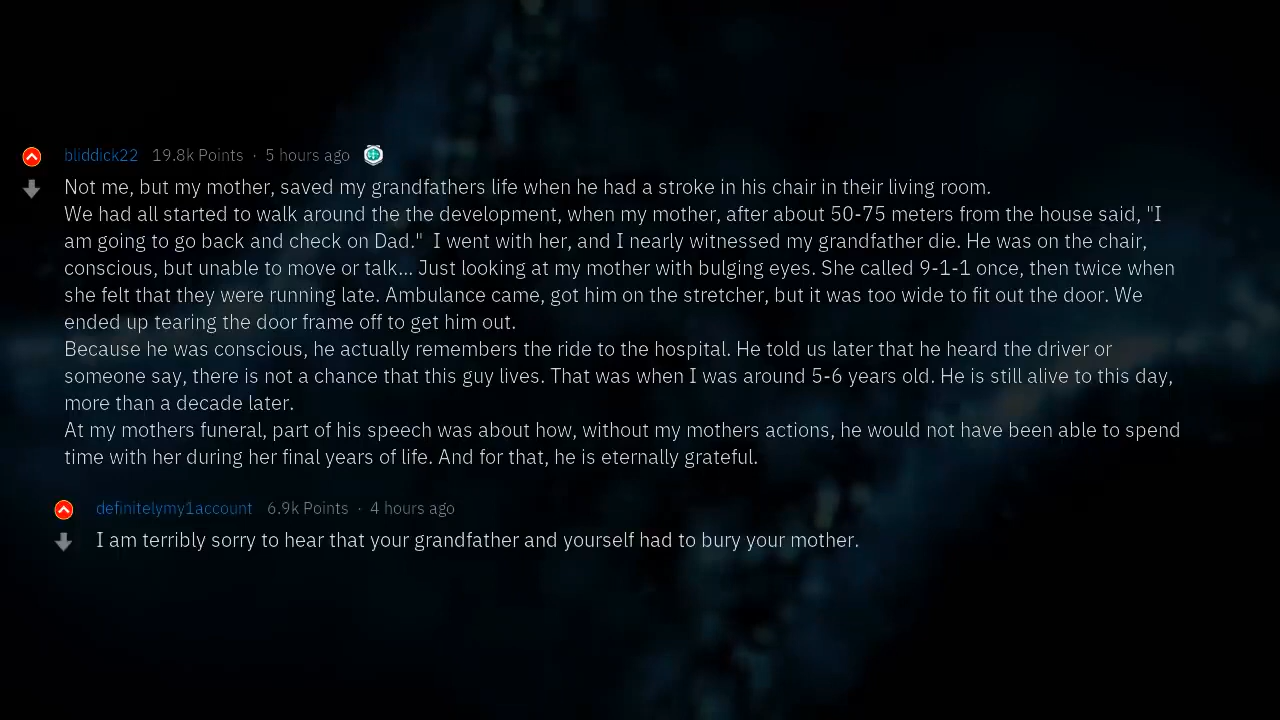 bliddick22 19.8k Points · 5 hours ago
Not me, but my mother, saved my grandfathers life when he had a stroke in his chair in their living room.
We had all started to walk around the the development, when my mother, after about 50-75 meters from the house said, "I
am going to go back and check on Dad."  I went with her, and I nearly witnessed my grandfather die. He was on the chair,
conscious, but unable to move or talk... Just looking at my mother with bulging eyes. She called 9-1-1 once, then twice when
she felt that they were running late. Ambulance came, got him on the stretcher, but it was too wide to fit out the door. We
ended up tearing the door frame off to get him out.
Because he was conscious, he actually remembers the ride to the hospital. He told us later that he heard the driver or
someone say, there is not a chance that this guy lives. That was when I was around 5-6 years old. He is still alive to this day,
more than a decade later.
At my mothers funeral, part of his speech was about how, without my mothers actions, he would not have been able to spend
time with her during her final years of life. And for that, he is eternally grateful.
definitelymy1account 6.9k Points · 4 hours ago
I am terribly sorry to hear that your grandfather and yourself had to bury your mother.